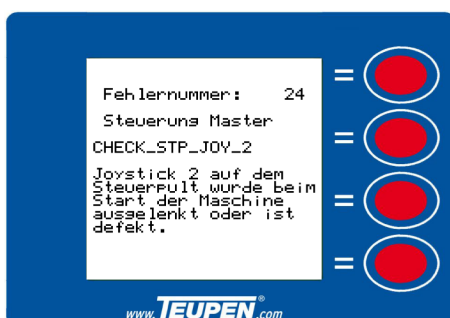 Fehlernummer: 24
Steuerung Master
CHECK_STP_JOY_2
Joystick 2 auf dem
Steuerpult wurde beim
Start der Maschine
ausgelenkt oder ist
defekt.
=
=
=
=
www.TEUPEN®.com